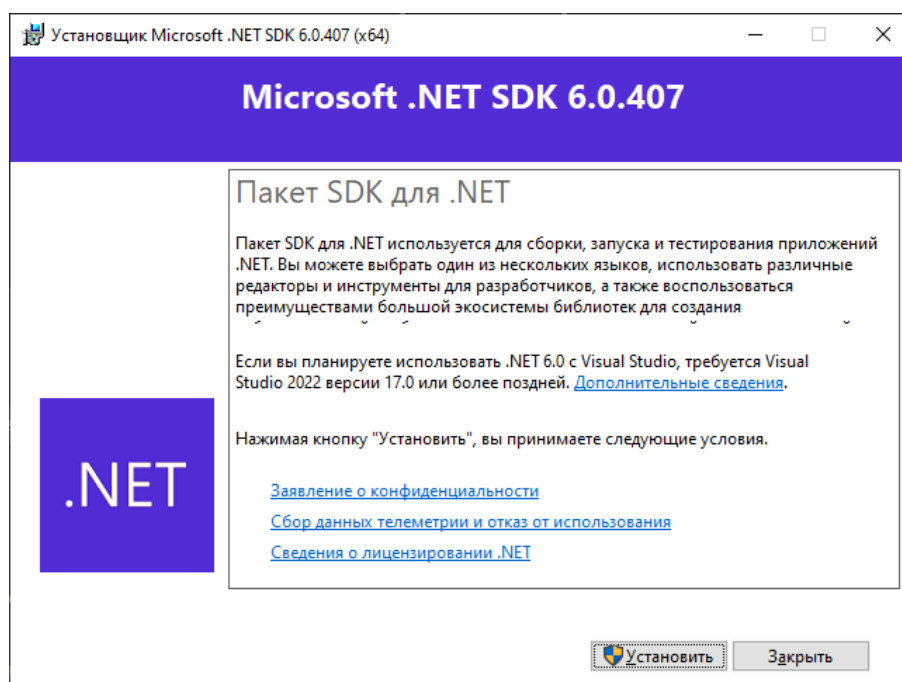 Установщик Microsoft .NET SDK 6.0.407 (x64)
Microsoft .NET SDK 6.0.407
Пакет SDK для .NET
Пакет SDK для .NET используется для сборки, запуска и тестирования приложений
.NET. Вы можете выбрать один из нескольких языков, использовать различные
редакторы и инструменты для разработчиков, а также воспользоваться
преимуществами большой экосистемы библиотек для создания
Если вы планируете использовать .NET 6.0 с Visual Studio, требуется Visual
Studio 2022 версии 17.0 или более поздней. Дополнительные сведения.
Нажимая кнопку "Установить", вы принимаете следующие условия.
.NET
Заявление о конфиденциальности
Сбор данных телеметрии и отказ от использования
Сведения о лицензировании .NET
Установить
Закрыть